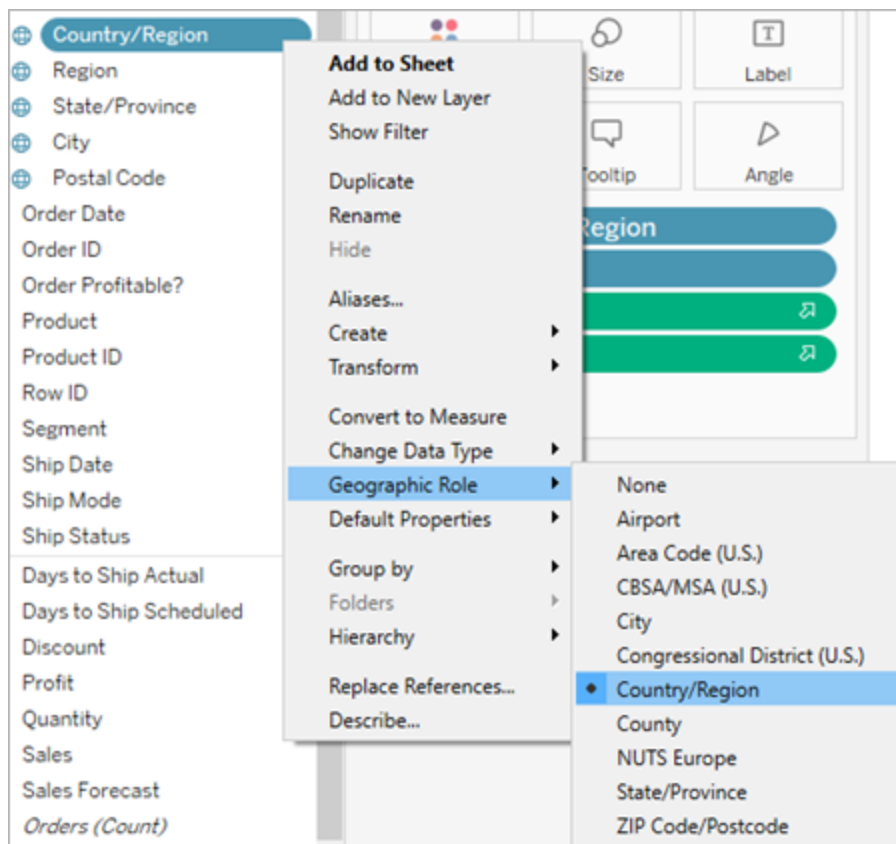 Country/Region
Region
State/Province
City
Postal Code
Order Date
Order ID
Order Profitable?
Product
Product ID
Row ID
Segment
Ship Date
Ship Mode
Ship Status
Days to Ship Actual
Days to Ship Scheduled
Discount
Profit
Quantity
Sales
Sales Forecast
Orders (Count)
Add to Sheet
Add to New Layer
Show Filter
Duplicate
Rename
Hide
Aliases...
Create
Transform
Convert to Measure
Change Data Type
Geographic Role
Default Properties
Group by
Folders
Hierarchy
Replace References...
Describe...
Size
T
Label
ooltip
Angle
Region
None
Airport
Area Code (U.S.)
CBSA/MSA (U.S.)
City
Congressional District (U.S.)
Country/Region
County
NUTS Europe
State/Province
ZIP Code/Postcode